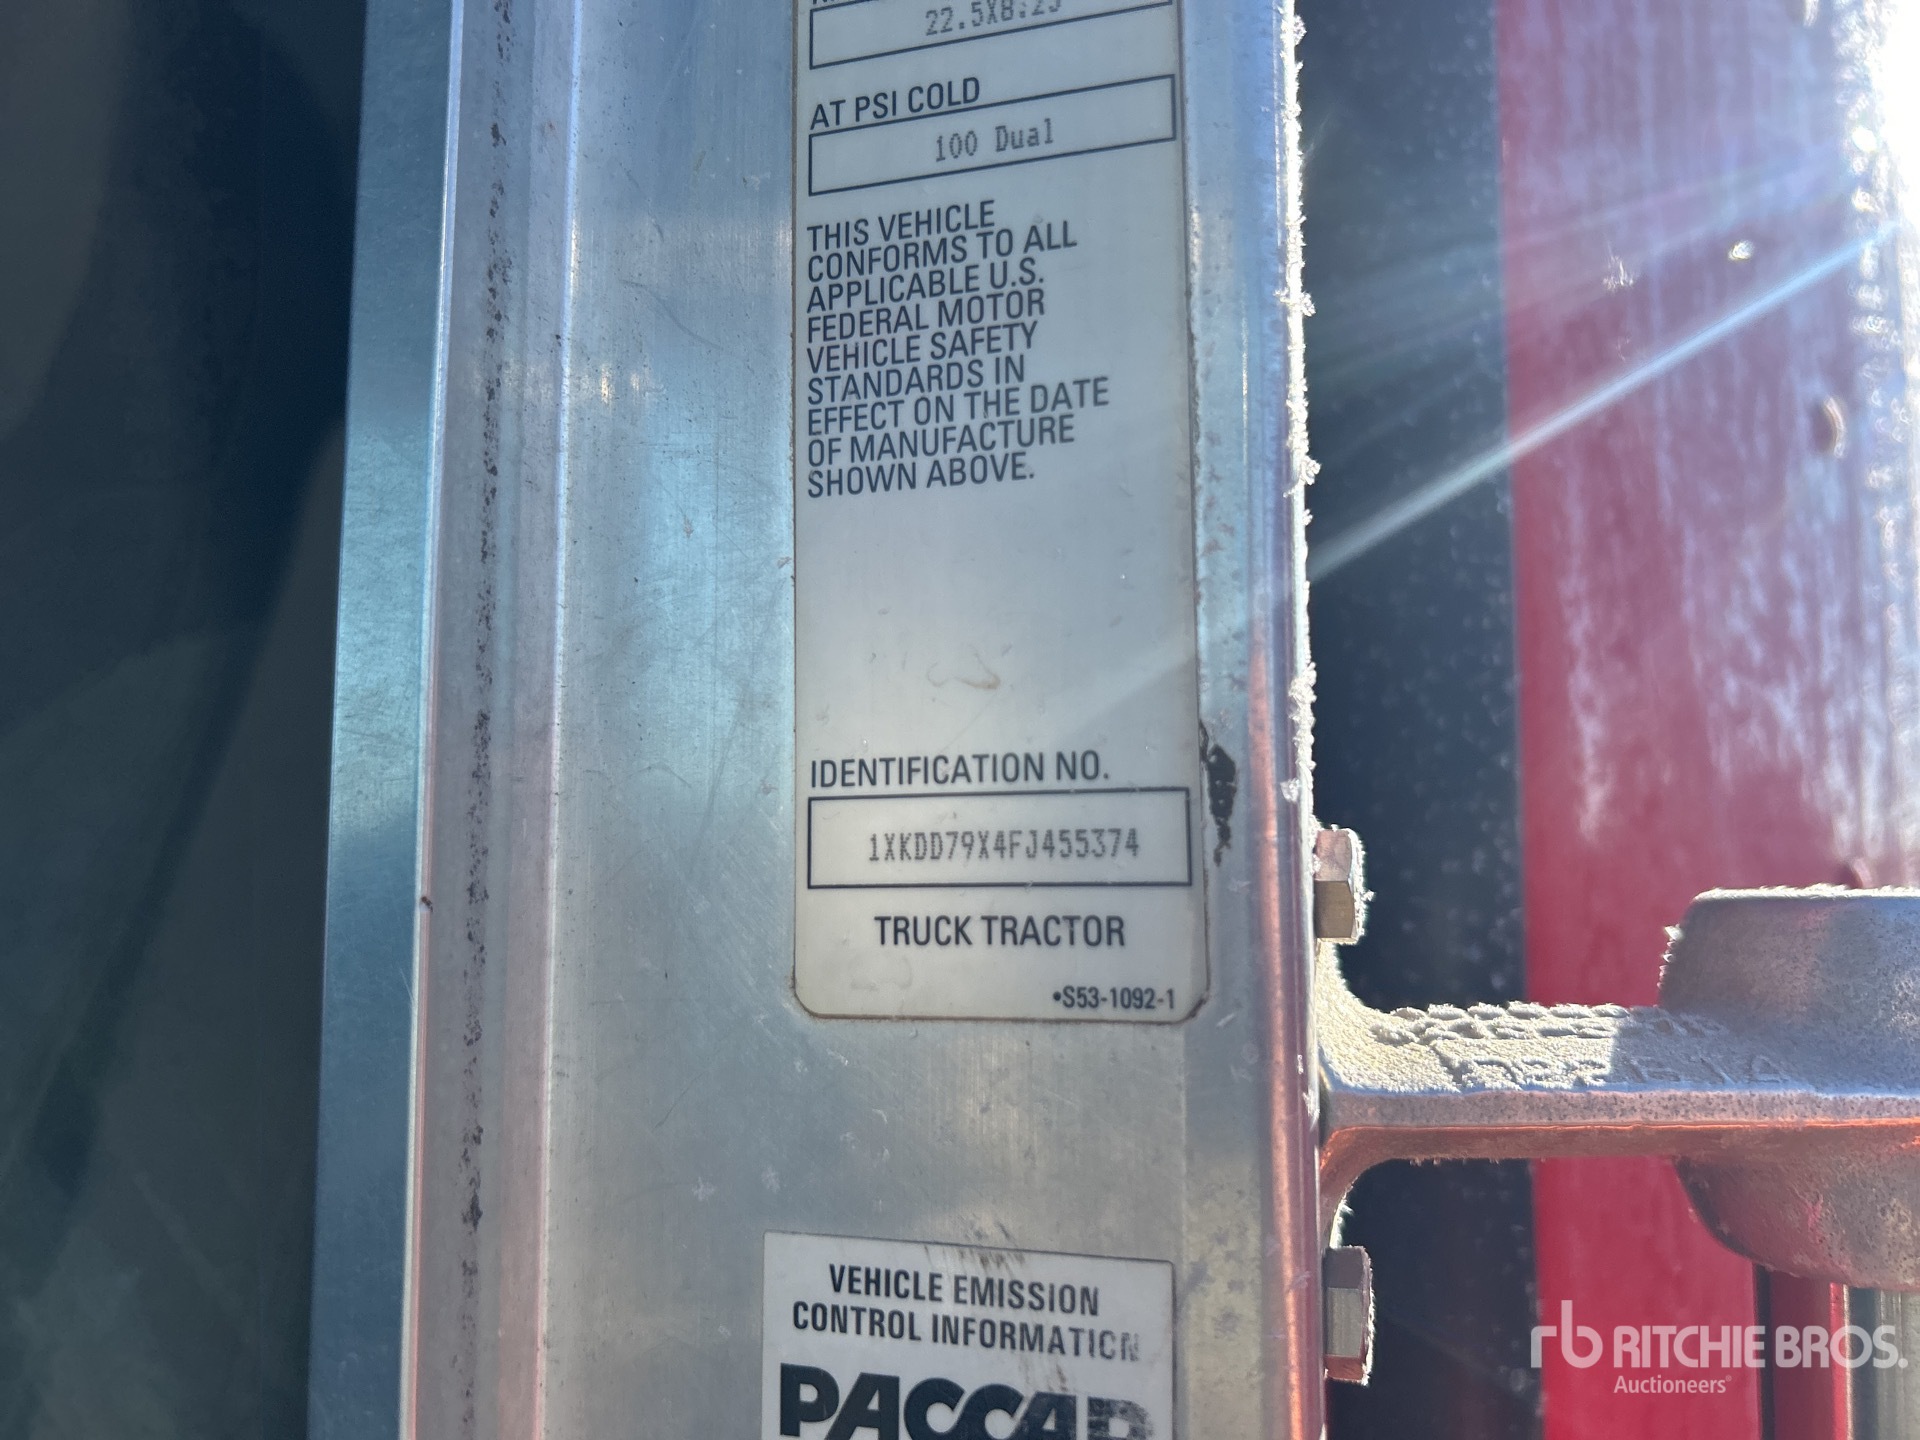 22.5X8.25
AT PSI COLD
100 Dual
THIS VEHICLE
CONFORMS TO ALL
APPLICABLE U.S.
FEDERAL MOTOR
VEHICLE SAFETY
STANDARDS IN
EFFECT ON THE DATE
OF MANUFACTURE
SHOWN ABOVE.
IDENTIFICATION NO.
1XKDD79X4FJ455374
TRUCK TRACTOR
•S53-1092-1
VEHICLE EMISSION
CONTROL INFORMATION
PACCAR
rb RITCHIE BROS.
Auctioneers